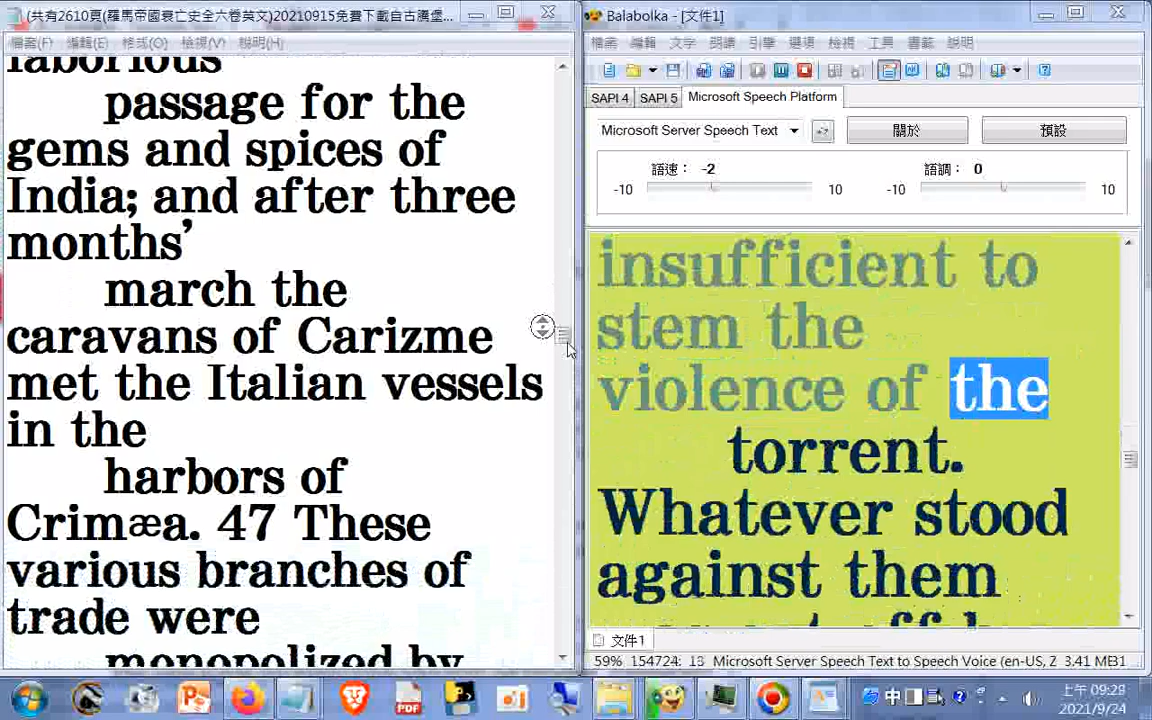 (共有2610頁(羅馬帝國衰亡史全六卷英文)20210915免費下載自古騰堡...
檔案(F) 編輯(E) 格式(O) 檢視(V) 說明(H)
laborious
passage for the
gems and spices of
India; and after three
months’
march the
caravans of Carizme
met the Italian vessels
in the
harbors of
Crimæa. 47 These
various branches of
trade were
monopolized by
Balabolka - [文件1]
檔案 編輯 文字 朗讀 引擎 選項 檢視 工具 書籤 說明
SAPI 4 SAPI 5 Microsoft Speech Platform
Microsoft Server Speech Text
關於 預設
語速： -2 語調： 0
-10 10 -10 10
insufficient to
stem the
violence of the
torrent.
Whatever stood
against them
文件1
59% 154724: 13 Microsoft Server Speech Text to Speech Voice (en-US, Z 3.41 MB
PDF
中
上午 09:29
2021/9/24